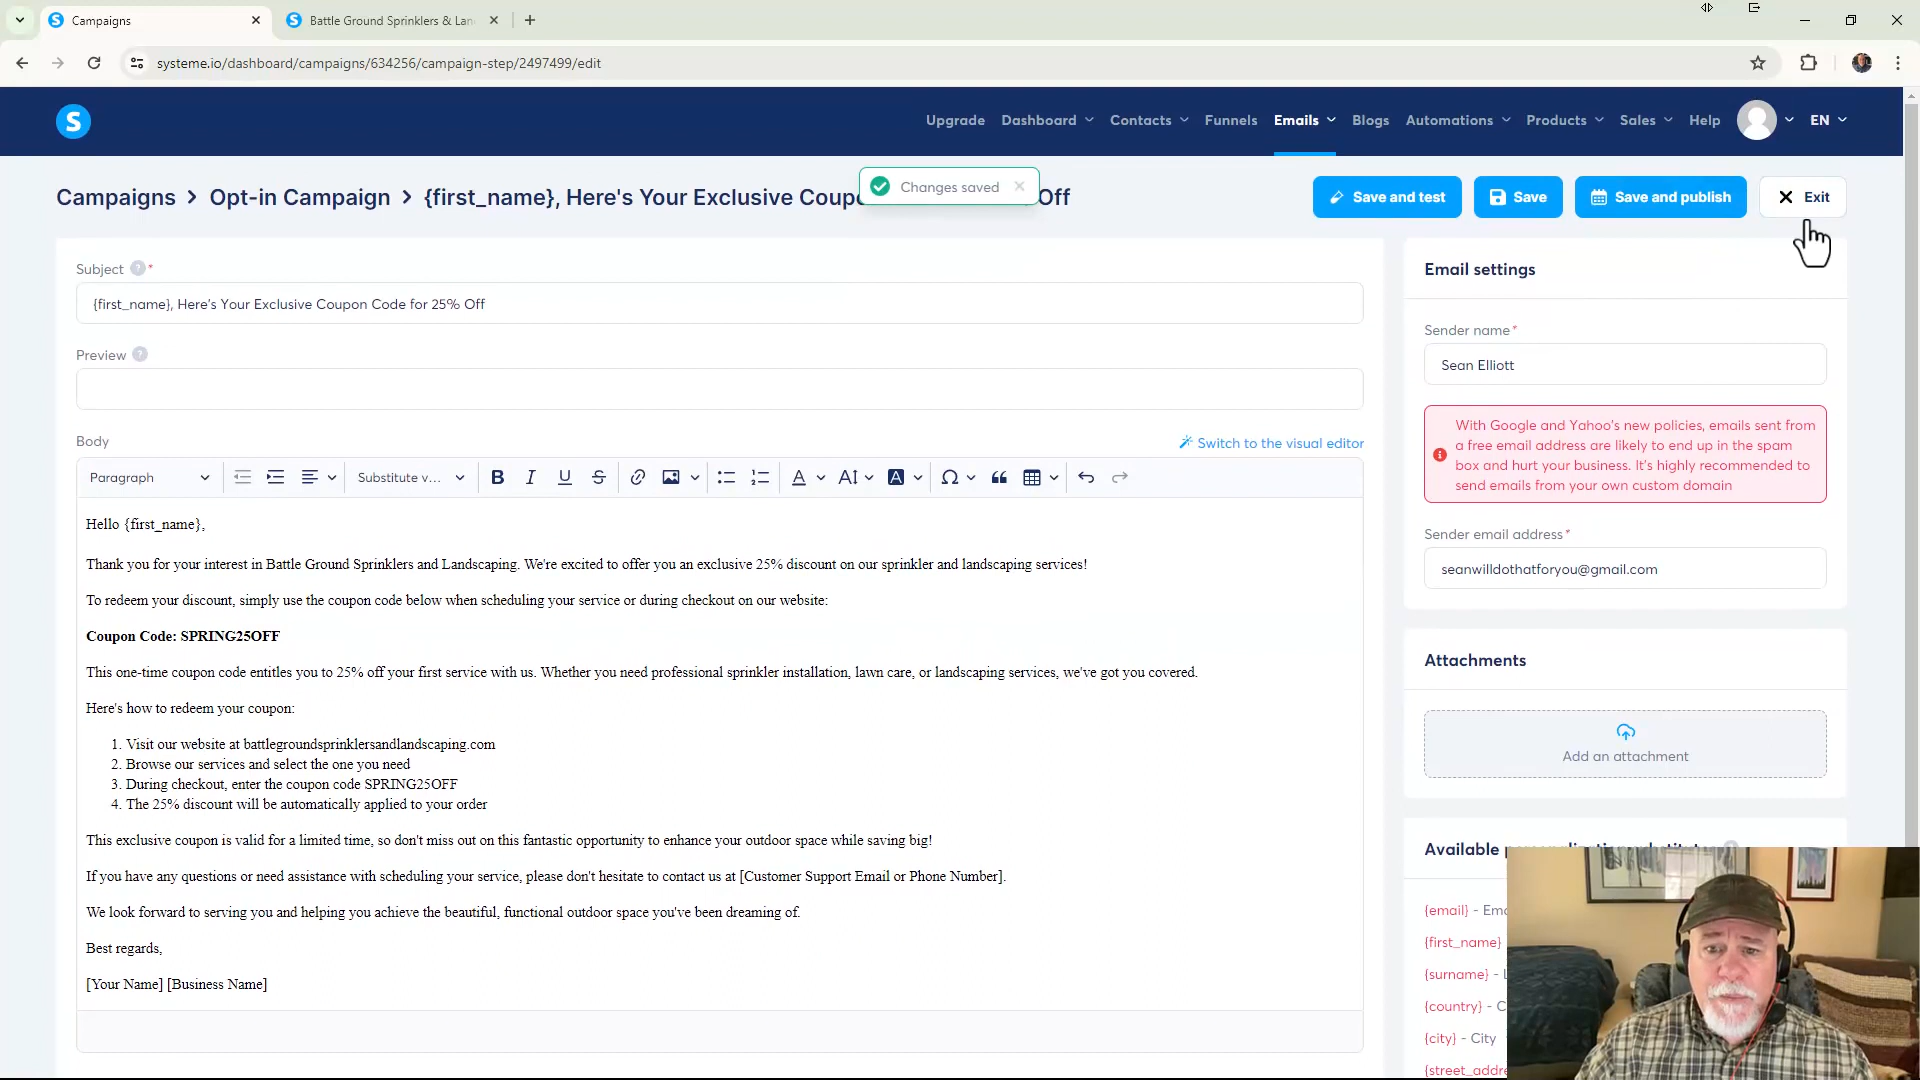 Campaigns
Battle Ground Sprinklers & Lan
systeme.io/dashboard/campaigns/634256/campaign-step/2497499/edit
S
Upgrade Dashboard Contacts Funnels Emails Blogs Automations Products Sales Help EN
Changes saved
Campaigns > Opt-in Campaign > {first_name}, Here's Your Exclusive Coup Off
Save and test Save Save and publish Exit
Subject ? *
{first_name}, Here's Your Exclusive Coupon Code for 25% Off
Preview ?
Body
Switch to the visual editor
Paragraph Substitute v...
Hello {first_name},
Thank you for your interest in Battle Ground Sprinklers and Landscaping. We're excited to offer you an exclusive 25% discount on our sprinkler and landscaping services!
To redeem your discount, simply use the coupon code below when scheduling your service or during checkout on our website:
Coupon Code: SPRING25OFF
This one-time coupon code entitles you to 25% off your first service with us. Whether you need professional sprinkler installation, lawn care, or landscaping services, we've got you covered.
Here's how to redeem your coupon:
1. Visit our website at battlegroundsprinklersandlandscaping.com
2. Browse our services and select the one you need
3. During checkout, enter the coupon code SPRING25OFF
4. The 25% discount will be automatically applied to your order
This exclusive coupon is valid for a limited time, so don't miss out on this fantastic opportunity to enhance your outdoor space while saving big!
If you have any questions or need assistance with scheduling your service, please don't hesitate to contact us at [Customer Support Email or Phone Number].
We look forward to serving you and helping you achieve the beautiful, functional outdoor space you've been dreaming of.
Best regards,
[Your Name] [Business Name]
Email settings
Sender name*
Sean Elliott
With Google and Yahoo's new policies, emails sent from
a free email address are likely to end up in the spam
box and hurt your business. It's highly recommended to
send emails from your own custom domain
Sender email address*
seanwilldothatforyou@gmail.com
Attachments
Add an attachment
Available
{email} - Em
{first_name}
{surname} -
{country} - C
{city} - City
{street_addre